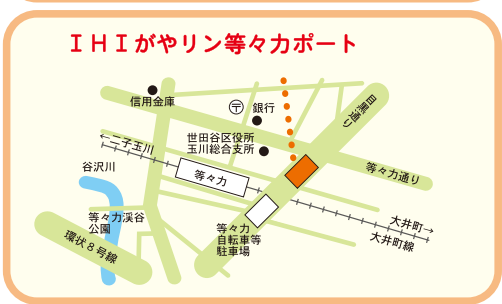 ＩＨＩがやリン等々力ポート
信用金庫
〒 銀行
目黒通り
世田谷区役所
玉川総合支所
←二子玉川
谷沢川
等々力
等々力通り
等々力渓谷
公園
環状８号線
等々力
自転車等
駐車場
大井町→
大井町線